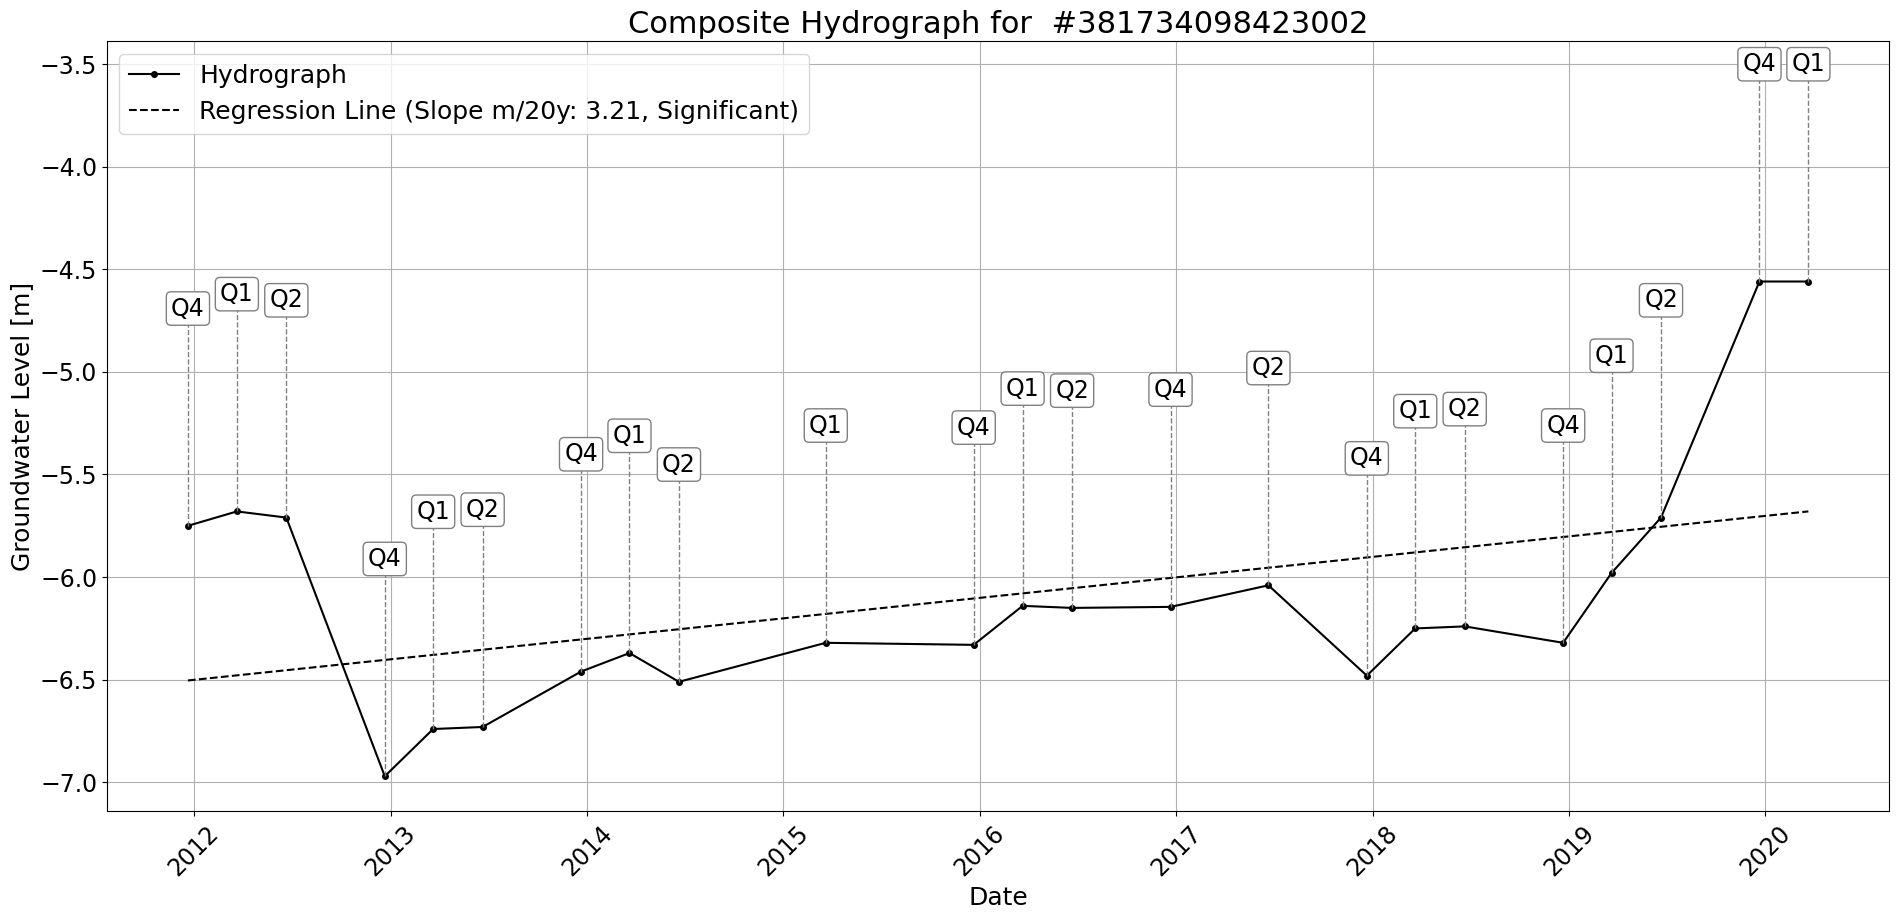 Composite Hydrograph for  #381734098423002
Hydrograph
Regression Line (Slope m/20y: 3.21, Significant)
Groundwater Level [m]
−3.5
−4.0
−4.5
−5.0
−5.5
−6.0
−6.5
−7.0
Q4
Q1
Q2
Q4
Q1
Q2
Q4
Q1
Q2
Q1
Q4
Q1
Q2
Q4
Q2
Q4
Q1
Q2
Q4
Q1
Q2
Q4
Q1
2012
2013
2014
2015
2016
2017
2018
2019
2020
Date